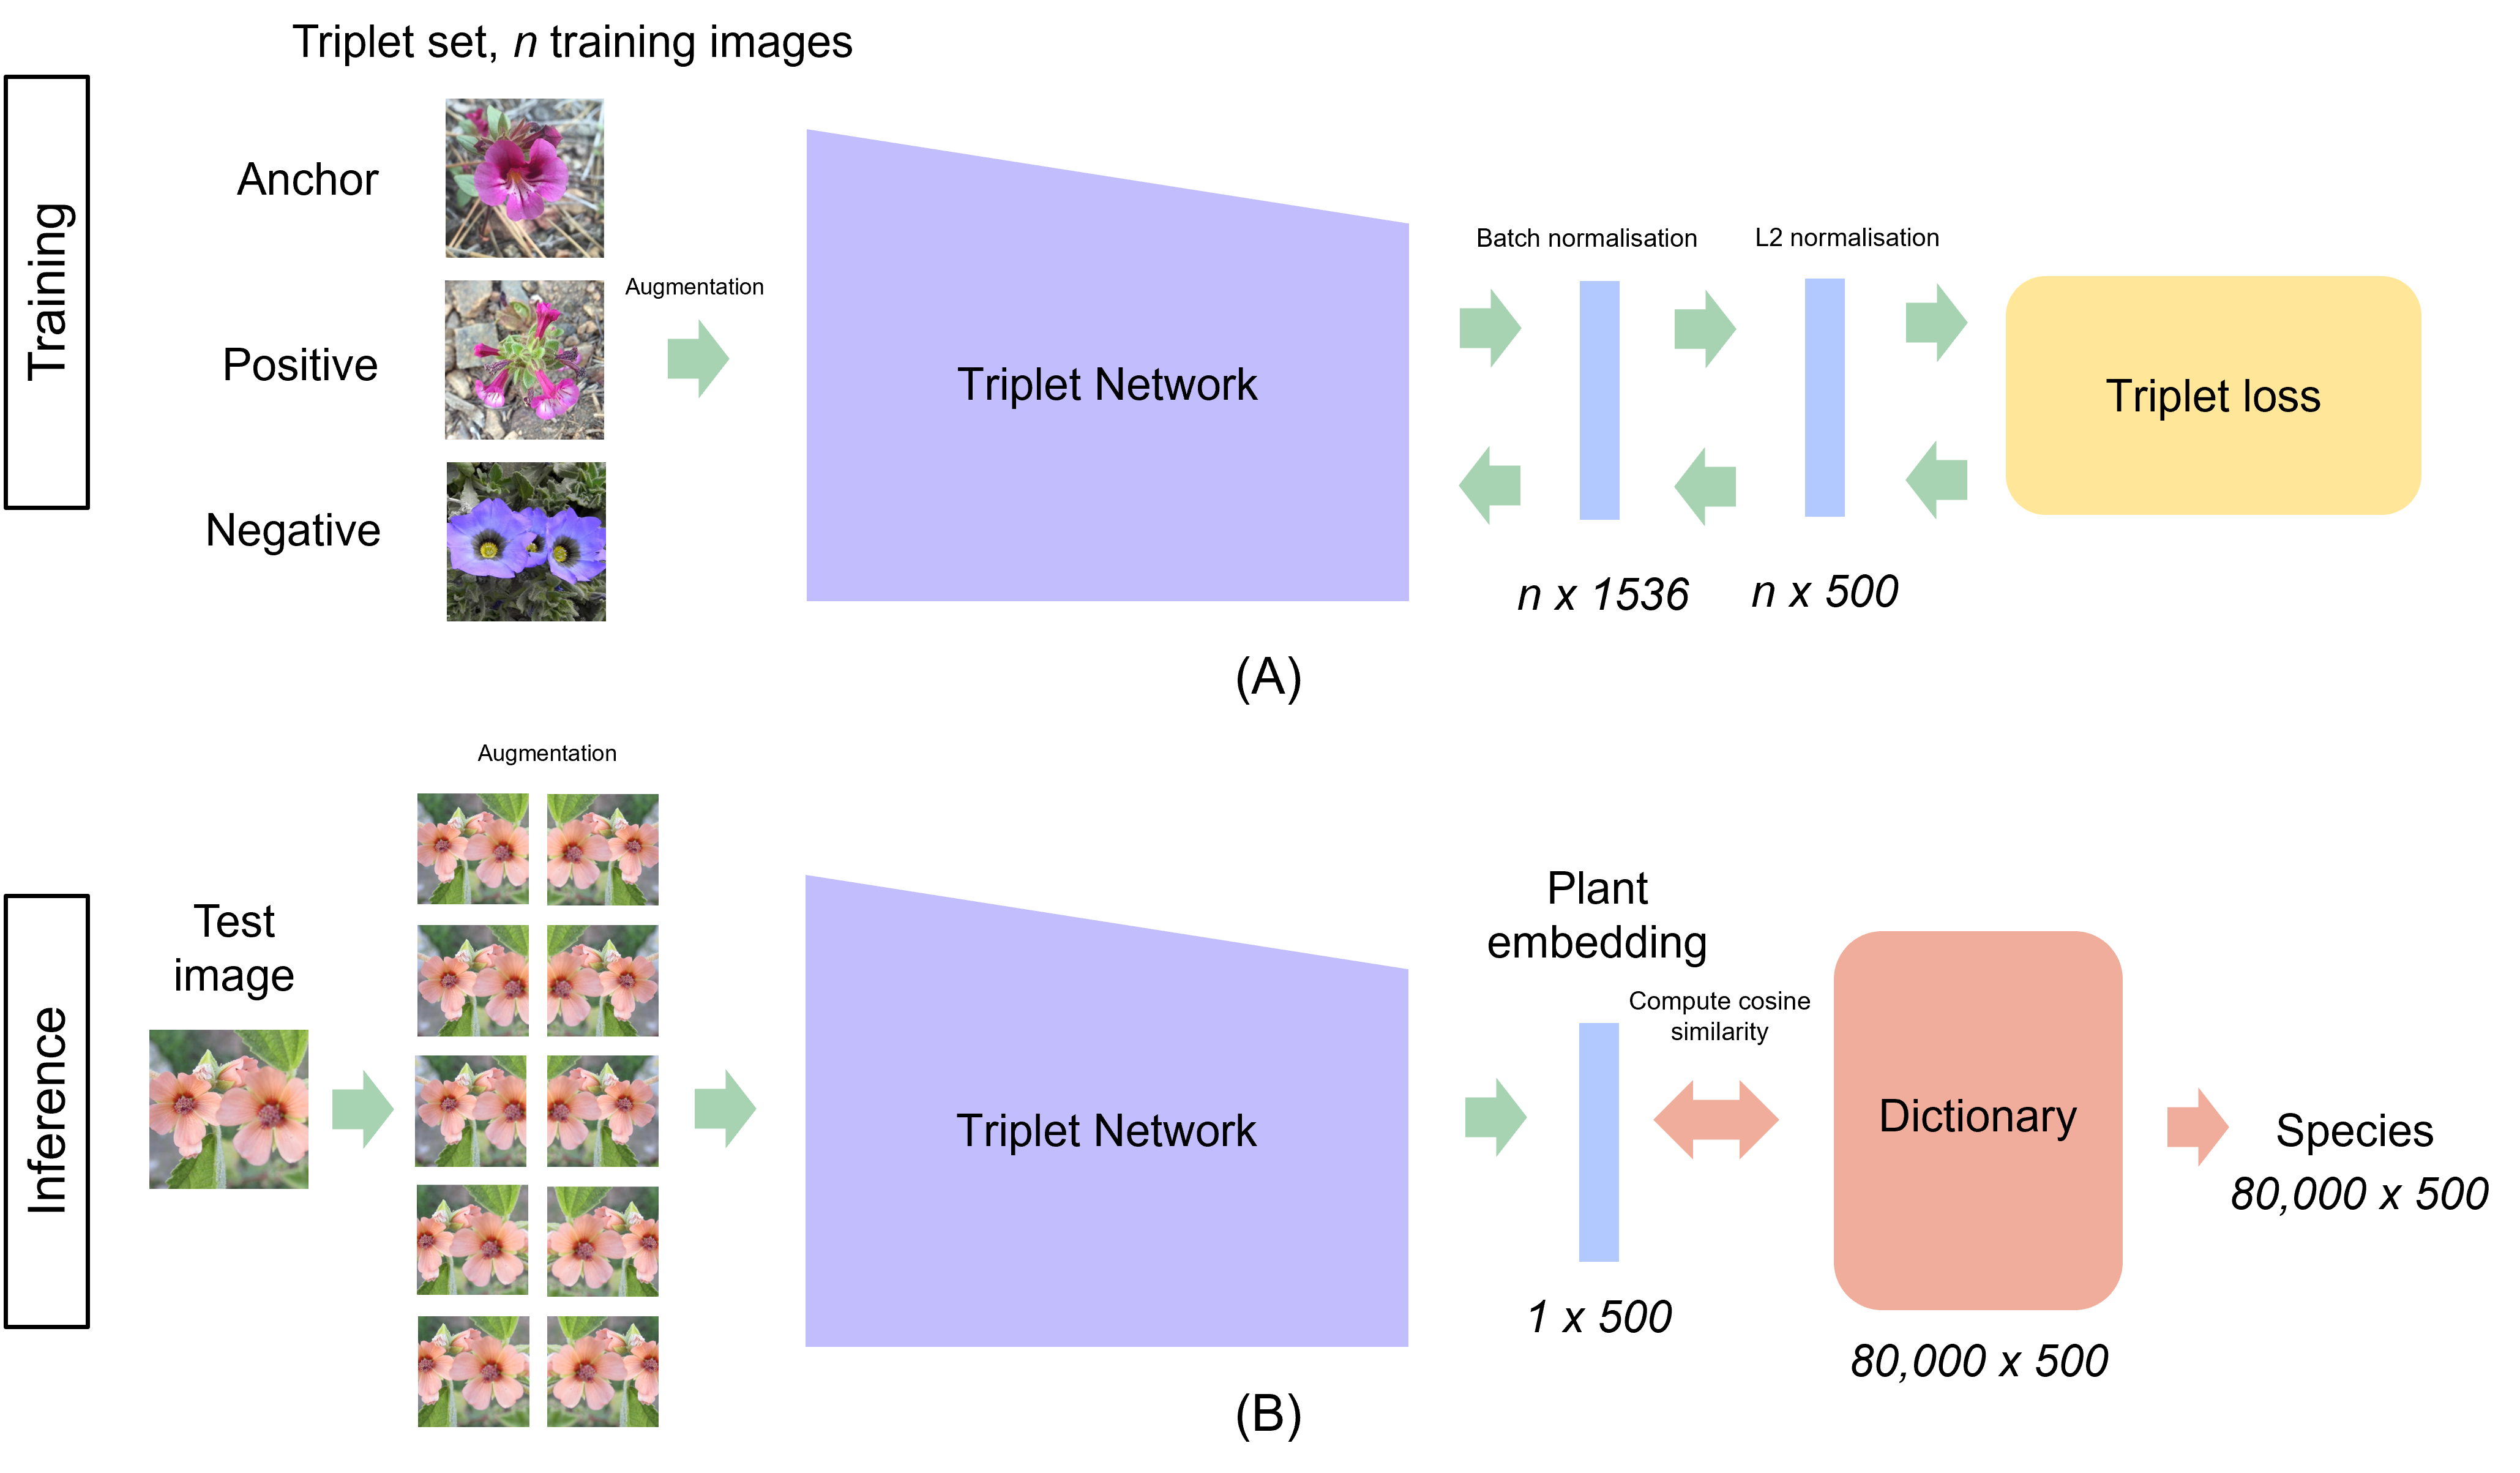 Triplet set, n training images
Training
Anchor
Positive
Negative
Augmentation
Triplet Network
Batch normalisation
L2 normalisation
n x 1536
n x 500
Triplet loss
(A)
Inference
Test
image
Augmentation
Triplet Network
Plant
embedding
Compute cosine
similarity
1 x 500
Dictionary
80,000 x 500
Species
80,000 x 500
(B)